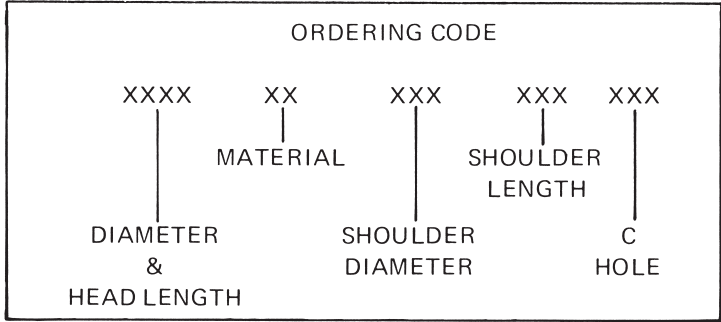 ORDERING CODE
XXXX XX XXX XXX XXX
MATERIAL
SHOULDER
LENGTH
DIAMETER
&
HEAD LENGTH
SHOULDER
DIAMETER
C
HOLE